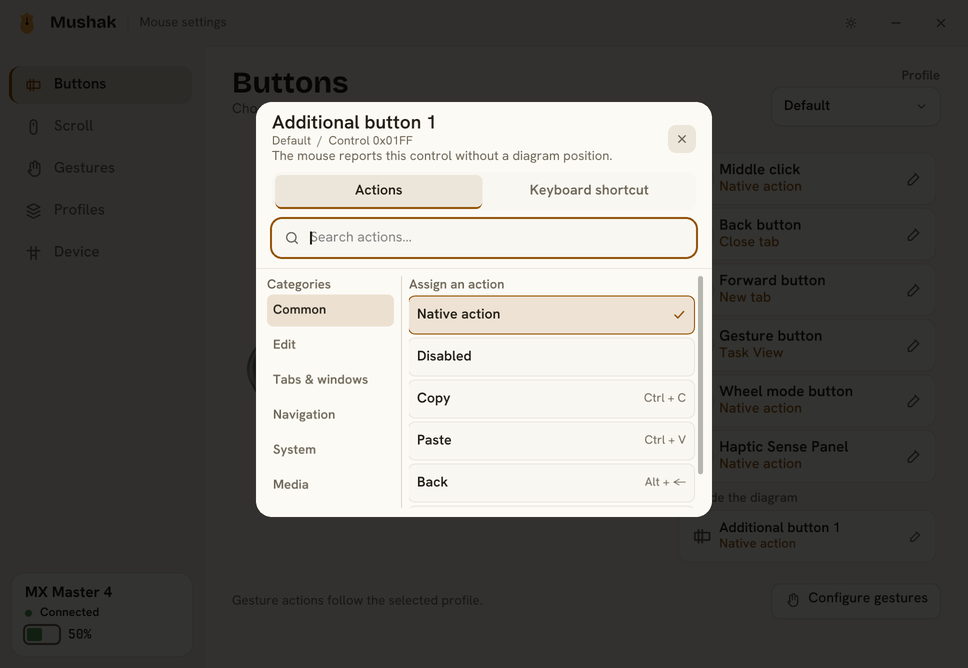 Mushak
Mouse settings
Buttons
Scroll
Gestures
Profiles
Device
MX Master 4
Connected
50%
Buttons
Cho
Profile
Default
Additional button 1
Default / Control 0x01FF
The mouse reports this control without a diagram position.
Actions
Keyboard shortcut
Search actions...
Categories
Common
Edit
Tabs & windows
Navigation
System
Media
Assign an action
Native action
Disabled
Copy
Ctrl + C
Paste
Ctrl + V
Back
Alt + ←
Middle click
Native action
Back button
Close tab
Forward button
New tab
Gesture button
Task View
Wheel mode button
Native action
Haptic Sense Panel
Native action
de the diagram
Additional button 1
Native action
Gesture actions follow the selected profile.
Configure gestures